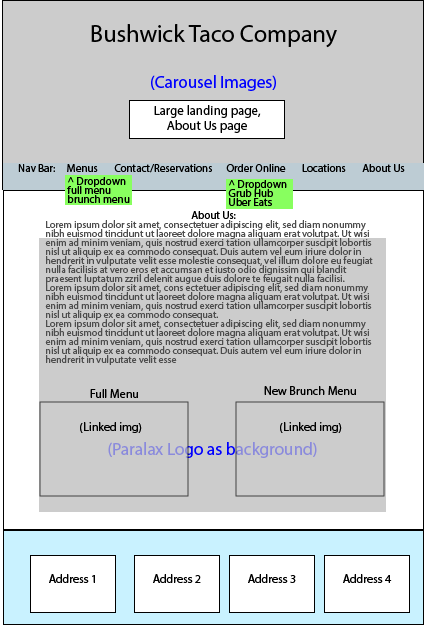 Bushwick Taco Company
(Carousel Images)
Large landing page,
About Us page
Nav Bar: Menus Contact/Reservations Order Online Locations About Us
^ Dropdown
full menu
brunch menu
^ Dropdown
Grub Hub
Uber Eats
About Us:
Lorem ipsum dolor sit amet, consectetuer adipiscing elit, sed diam nonummy
nibh euismod tincidunt ut laoreet dolore magna aliquam erat volutpat. Ut wisi
enim ad minim veniam, quis nostrud exerci tation ullamcorper suscipit lobortis
nisl ut aliquip ex ea commodo consequat. Duis autem vel eum iriure dolor in
hendrerit in vulputate velit esse molestie consequat, vel illum dolore eu feugiat
nulla facilisis at vero eros et accumsan et iusto odio dignissim qui blandit
praesent luptatum zzril delenit augue duis dolore te feugait nulla facilisi.
Lorem ipsum dolor sit amet, cons ectetuer adipiscing elit, sed diam nonummy
nibh euismod tincidunt ut laoreet dolore magna aliquam erat volutpat. Ut wisi
enim ad minim veniam, quis nostrud exerci tation ullamcorper suscipit lobortis
nisl ut aliquip ex ea commodo consequat.
Lorem ipsum dolor sit amet, consectetuer adipiscing elit, sed diam nonummy
nibh euismod tincidunt ut laoreet dolore magna aliquam erat volutpat. Ut wisi
enim ad minim veniam, quis nostrud exerci tation ullamcorper suscipit lobortis
nisl ut aliquip ex ea commodo consequat. Duis autem vel eum iriure dolor in
hendrerit in vulputate velit esse
Full Menu
New Brunch Menu
(Linked img)
(Linked img)
(Paralax Logo as background)
Address 1
Address 2
Address 3
Address 4